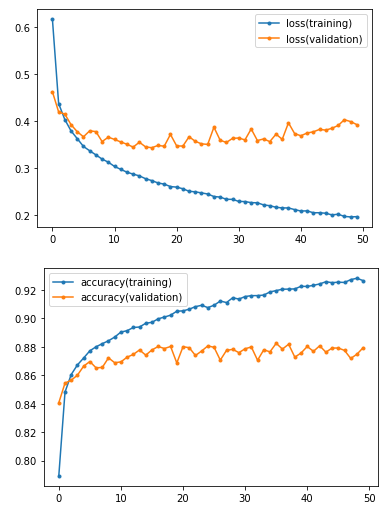 loss(training)
loss(validation)
0.6
0.5
0.4
0.3
0.2
0 10 20 30 40 50
accuracy(training)
accuracy(validation)
0.92
0.90
0.88
0.86
0.84
0.82
0.80
0 10 20 30 40 50